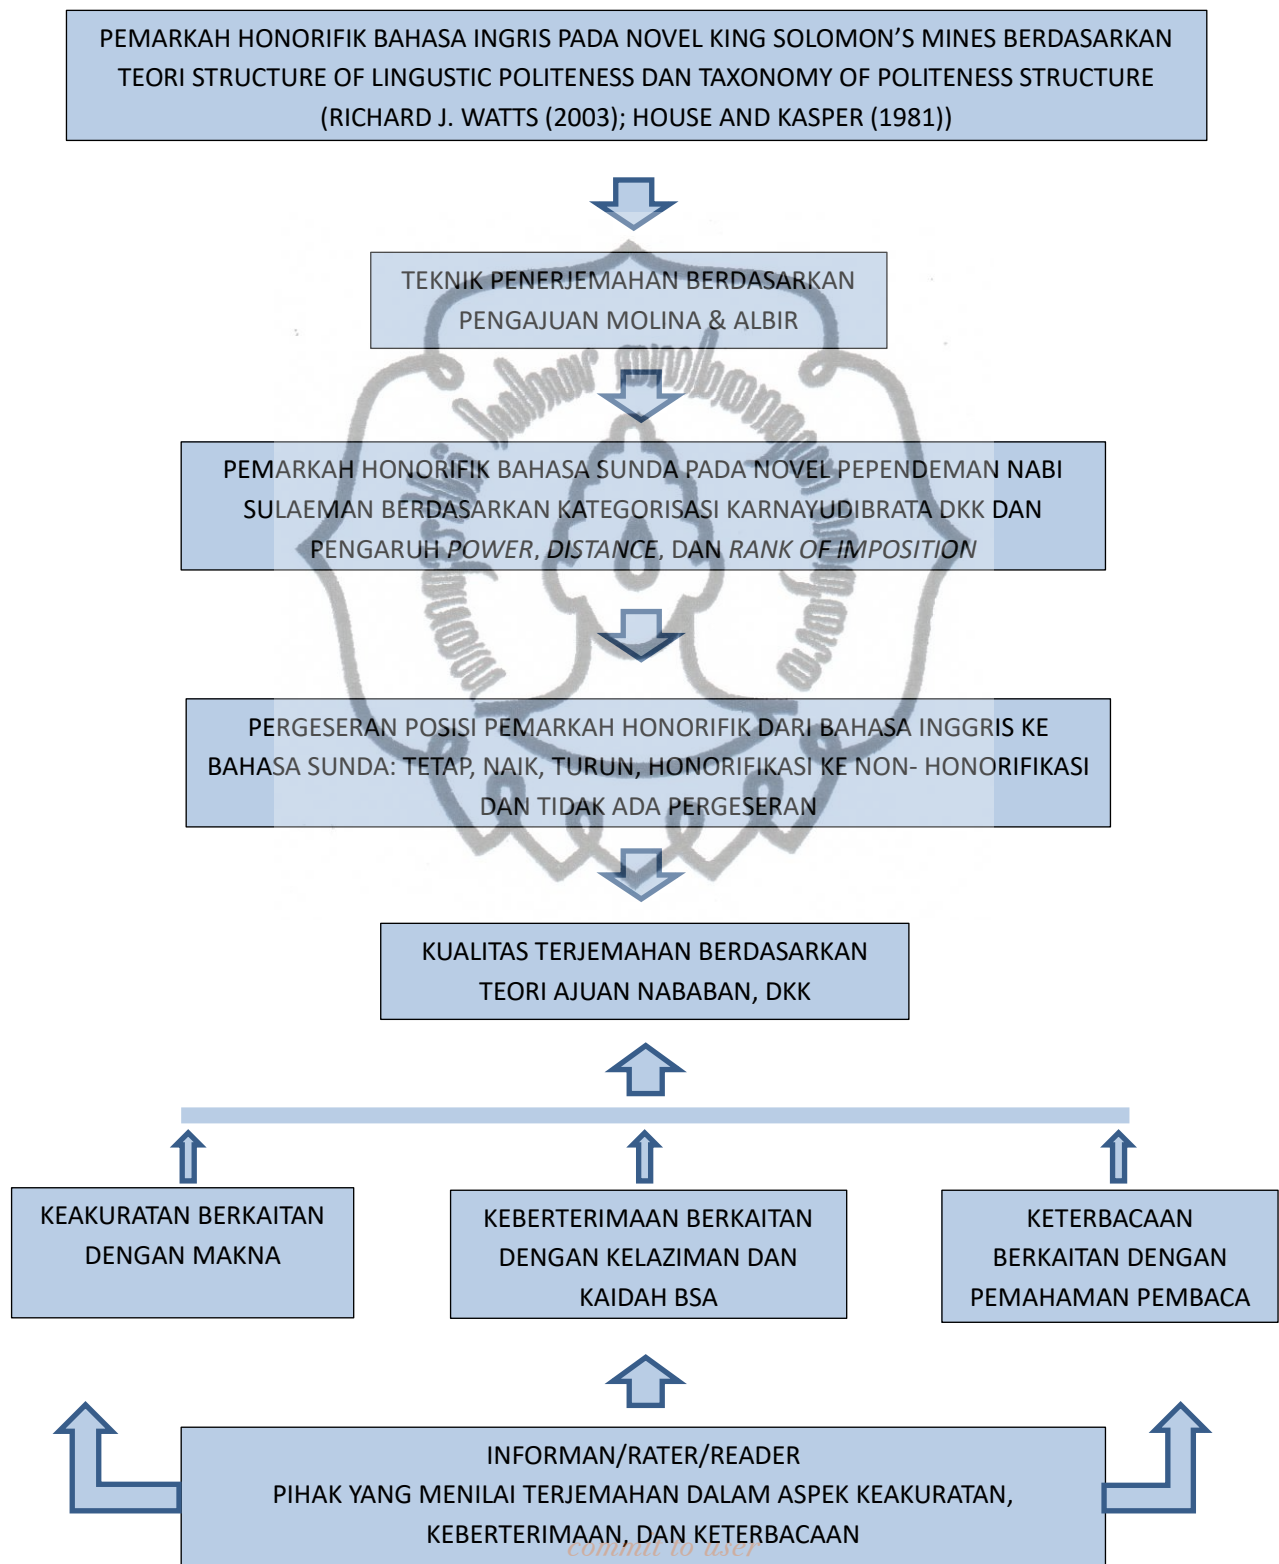 PEMARKAH HONORIFIK BAHASA INGRIS PADA NOVEL KING SOLOMON’S MINES BERDASARKAN
TEORI STRUCTURE OF LINGUSTIC POLITENESS DAN TAXONOMY OF POLITENESS STRUCTURE
(RICHARD J. WATTS (2003); HOUSE AND KASPER (1981))
TEKNIK PENERJEMAHAN BERDASARKAN
PENGAJUAN MOLINA & ALBIR
PEMARKAH HONORIFIK BAHASA SUNDA PADA NOVEL PEPENDEMAN NABI
SULAEMAN BERDASARKAN KATEGORISASI KARNAYUDIBRATA DKK DAN
PENGARUH POWER, DISTANCE, DAN RANK OF IMPOSITION
PERGESERAN POSISI PEMARKAH HONORIFIK DARI BAHASA INGGRIS KE
BAHASA SUNDA: TETAP, NAIK, TURUN, HONORIFIKASI KE NON- HONORIFIKASI
DAN TIDAK ADA PERGESERAN
KUALITAS TERJEMAHAN BERDASARKAN
TEORI AJUAN NABABAN, DKK
KEAKURATAN BERKAITAN
DENGAN MAKNA
KEBERTERIMAAN BERKAITAN
DENGAN KELAZIMAN DAN
KAIDAH BSA
KETERBACAAN
BERKAITAN DENGAN
PEMAHAMAN PEMBACA
INFORMAN/RATER/READER
PIHAK YANG MENILAI TERJEMAHAN DALAM ASPEK KEAKURATAN,
KEBERTERIMAAN, DAN KETERBACAAN
commit to user